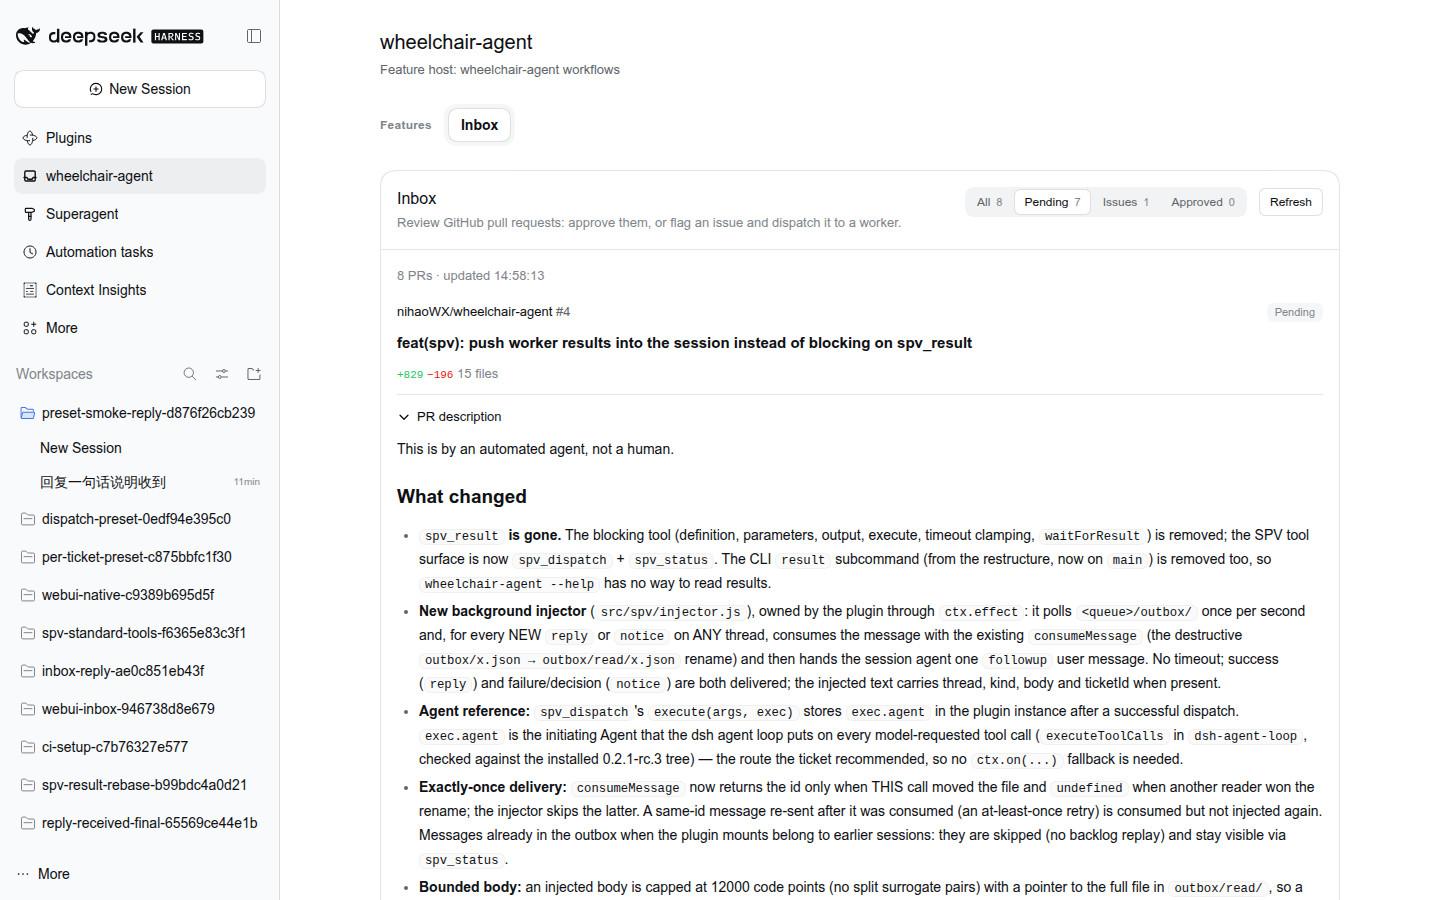 deepseek HARNESS
New Session
Plugins
wheelchair-agent
Superagent
Automation tasks
Context Insights
More
Workspaces
preset-smoke-reply-d876f26cb239
New Session
回复一句话说明收到 11min
dispatch-preset-0edf94e395c0
per-ticket-preset-c875bbfc1f30
webui-native-c9389b695d5f
spv-standard-tools-f6365e83c3f1
inbox-reply-ae0c851eb43f
webui-inbox-946738d8e679
ci-setup-c7b76327e577
spv-result-rebase-b99bdc4a0d21
reply-received-final-65569ce44e1b
More
wheelchair-agent
Feature host: wheelchair-agent workflows
Features Inbox
Inbox
Review GitHub pull requests: approve them, or flag an issue and dispatch it to a worker.
All 8 Pending 7 Issues 1 Approved 0 Refresh
8 PRs · updated 14:58:13
nihaoWX/wheelchair-agent #4 Pending
feat(spv): push worker results into the session instead of blocking on spv_result
+829 −196 15 files
PR description
This is by an automated agent, not a human.
What changed
• spv_result is gone. The blocking tool (definition, parameters, output, execute, timeout clamping, waitForResult ) is removed; the SPV tool
surface is now spv_dispatch + spv_status . The CLI result subcommand (from the restructure, now on main ) is removed too, so
wheelchair-agent --help has no way to read results.
• New background injector ( src/spv/injector.js ), owned by the plugin through ctx.effect : it polls <queue>/outbox/ once per second
and, for every NEW reply or notice on ANY thread, consumes the message with the existing consumeMessage (the destructive
outbox/x.json → outbox/read/x.json rename) and then hands the session agent one followup user message. No timeout; success
( reply ) and failure/decision ( notice ) are both delivered; the injected text carries thread, kind, body and ticketId when present.
• Agent reference: spv_dispatch 's execute(args, exec) stores exec.agent in the plugin instance after a successful dispatch.
exec.agent is the initiating Agent that the dsh agent loop puts on every model-requested tool call ( executeToolCalls in dsh-agent-loop ,
checked against the installed 0.2.1-rc.3 tree) — the route the ticket recommended, so no ctx.on(...) fallback is needed.
• Exactly-once delivery: consumeMessage now returns the id only when THIS call moved the file and undefined when another reader won the
rename; the injector skips the latter. A same-id message re-sent after it was consumed (an at-least-once retry) is consumed but not injected again.
Messages already in the outbox when the plugin mounts belong to earlier sessions: they are skipped (no backlog replay) and stay visible via
spv_status .
• Bounded body: an injected body is capped at 12000 code points (no split surrogate pairs) with a pointer to the full file in outbox/read/ , so a